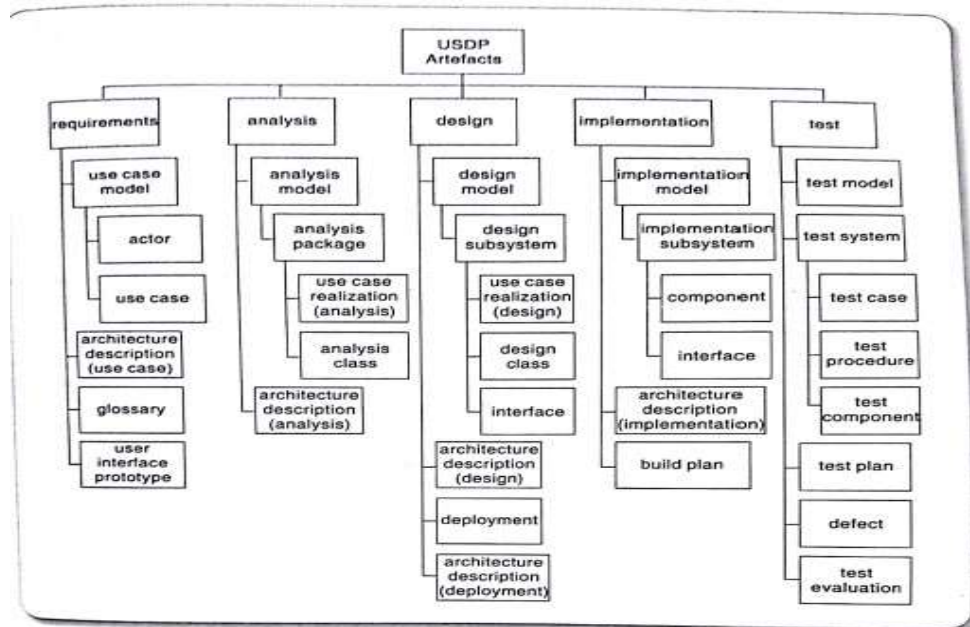 USDP
Artefacts
requirements
use case
model
actor
use case
architecture
description
(use case)
glossary
user
interface
prototype
analysis
analysis
model
analysis
package
use case
realization
(analysis)
analysis
class
architecture
description
(analysis)
design
design
model
design
subsystem
use case
realization
(design)
design
class
interface
architecture
description
(design)
deployment
architecture
description
(deployment)
implementation
implementation
model
implementation
subsystem
component
interface
architecture
description
(implementation)
build plan
test
test model
test system
test case
test
procedure
test
component
test plan
defect
test
evaluation